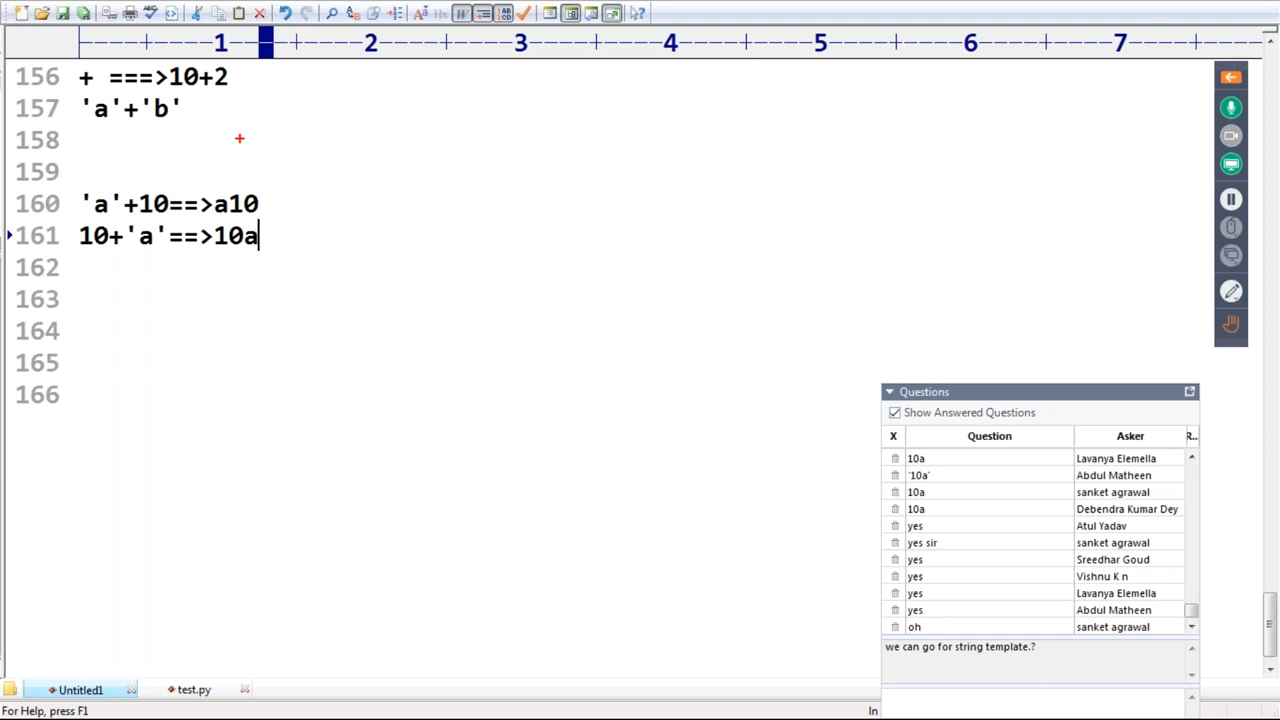 1 2 3 4 5 6 7
156 + ===>10+2
157 'a'+'b'
158
159
160 'a'+10==>a10
161 10+'a'==>10a
162
163
164
165
166
Questions
Show Answered Questions
X Question Asker R...
10a Lavanya Elemella
'10a' Abdul Matheen
10a sanket agrawal
10a Debendra Kumar Dey
yes Atul Yadav
yes sir sanket agrawal
yes Sreedhar Goud
yes Vishnu K n
yes Lavanya Elemella
yes Abdul Matheen
oh sanket agrawal
we can go for string template.?
Untitled1 test.py
For Help, press F1 In